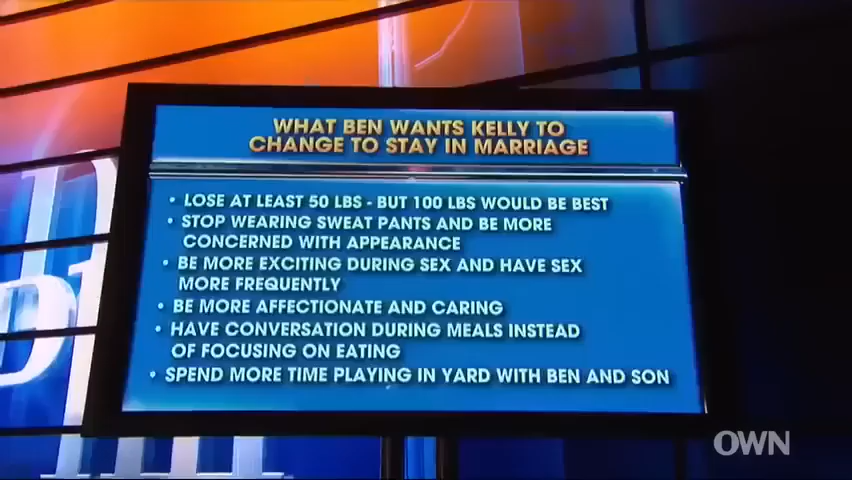 WHAT BEN WANTS KELLY TO
CHANGE TO STAY IN MARRIAGE
• LOSE AT LEAST 50 LBS - BUT 100 LBS WOULD BE BEST
• STOP WEARING SWEAT PANTS AND BE MORE
CONCERNED WITH APPEARANCE
• BE MORE EXCITING DURING SEX AND HAVE SEX
MORE FREQUENTLY
• BE MORE AFFECTIONATE AND CARING
• HAVE CONVERSATION DURING MEALS INSTEAD
OF FOCUSING ON EATING
• SPEND MORE TIME PLAYING IN YARD WITH BEN AND SON
OWN